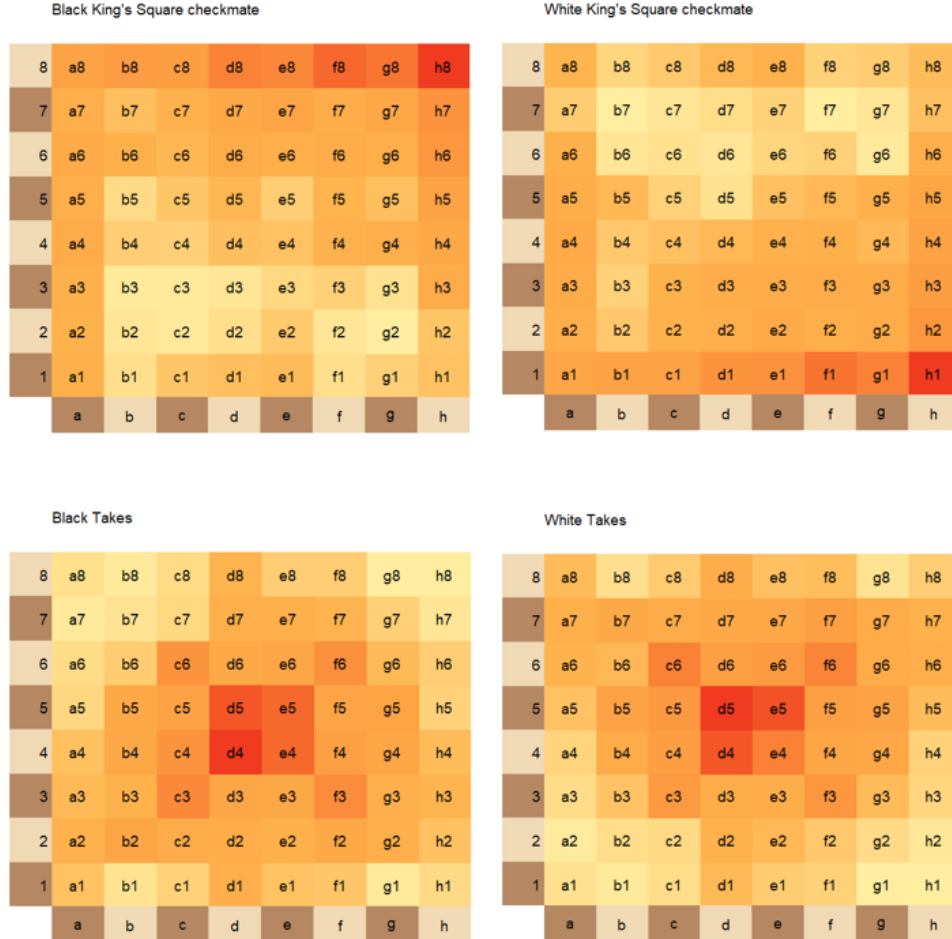 Black King's Square checkmate
White King's Square checkmate
8 a8 b8 c8 d8 e8 f8 g8 h8
8 a8 b8 c8 d8 e8 f8 g8 h8
7 a7 b7 c7 d7 e7 f7 g7 h7
7 a7 b7 c7 d7 e7 f7 g7 h7
6 a6 b6 c6 d6 e6 f6 g6 h6
6 a6 b6 c6 d6 e6 f6 g6 h6
5 a5 b5 c5 d5 e5 f5 g5 h5
5 a5 b5 c5 d5 e5 f5 g5 h5
4 a4 b4 c4 d4 e4 f4 g4 h4
4 a4 b4 c4 d4 e4 f4 g4 h4
3 a3 b3 c3 d3 e3 f3 g3 h3
3 a3 b3 c3 d3 e3 f3 g3 h3
2 a2 b2 c2 d2 e2 f2 g2 h2
2 a2 b2 c2 d2 e2 f2 g2 h2
1 a1 b1 c1 d1 e1 f1 g1 h1
1 a1 b1 c1 d1 e1 f1 g1 h1
a b c d e f g h
a b c d e f g h
Black Takes
White Takes
8 a8 b8 c8 d8 e8 f8 g8 h8
8 a8 b8 c8 d8 e8 f8 g8 h8
7 a7 b7 c7 d7 e7 f7 g7 h7
7 a7 b7 c7 d7 e7 f7 g7 h7
6 a6 b6 c6 d6 e6 f6 g6 h6
6 a6 b6 c6 d6 e6 f6 g6 h6
5 a5 b5 c5 d5 e5 f5 g5 h5
5 a5 b5 c5 d5 e5 f5 g5 h5
4 a4 b4 c4 d4 e4 f4 g4 h4
4 a4 b4 c4 d4 e4 f4 g4 h4
3 a3 b3 c3 d3 e3 f3 g3 h3
3 a3 b3 c3 d3 e3 f3 g3 h3
2 a2 b2 c2 d2 e2 f2 g2 h2
2 a2 b2 c2 d2 e2 f2 g2 h2
1 a1 b1 c1 d1 e1 f1 g1 h1
1 a1 b1 c1 d1 e1 f1 g1 h1
a b c d e f g h
a b c d e f g h